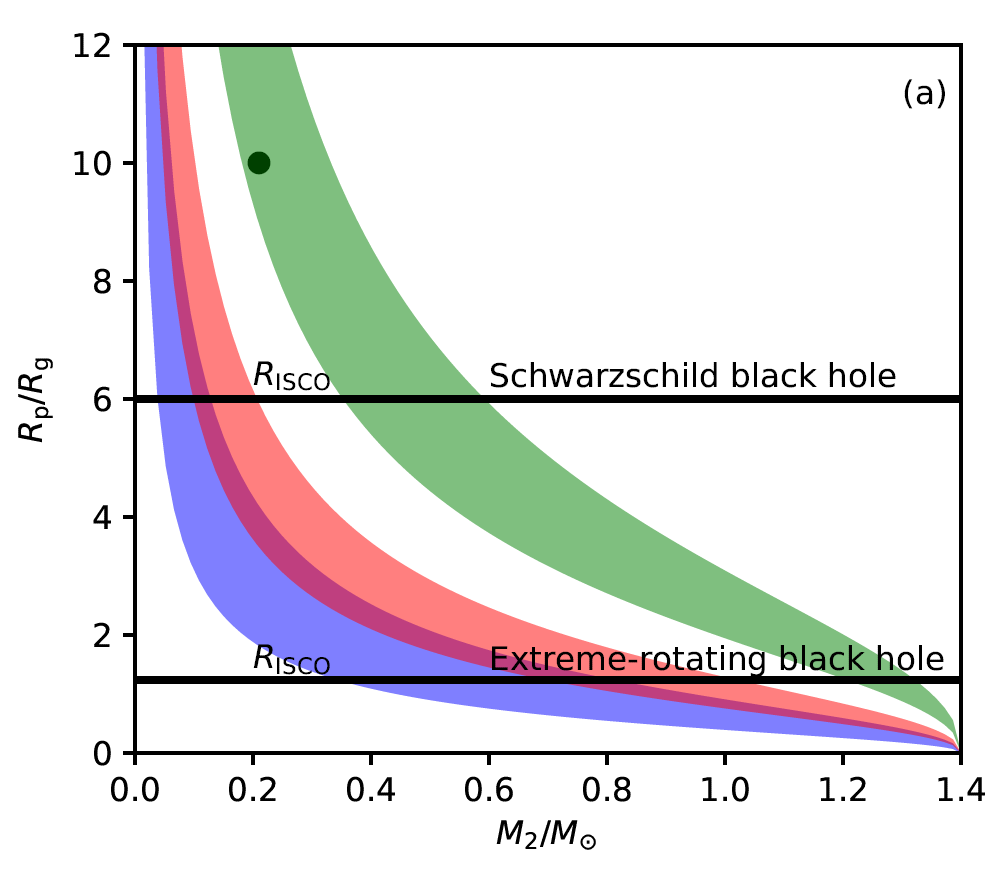 12
(a)
10
8
R_ISCO Schwarzschild black hole
6
R_p/R_g
4
2
R_ISCO Extreme-rotating black hole
0
0.0 0.2 0.4 0.6 0.8 1.0 1.2 1.4
M_2/M_⊙